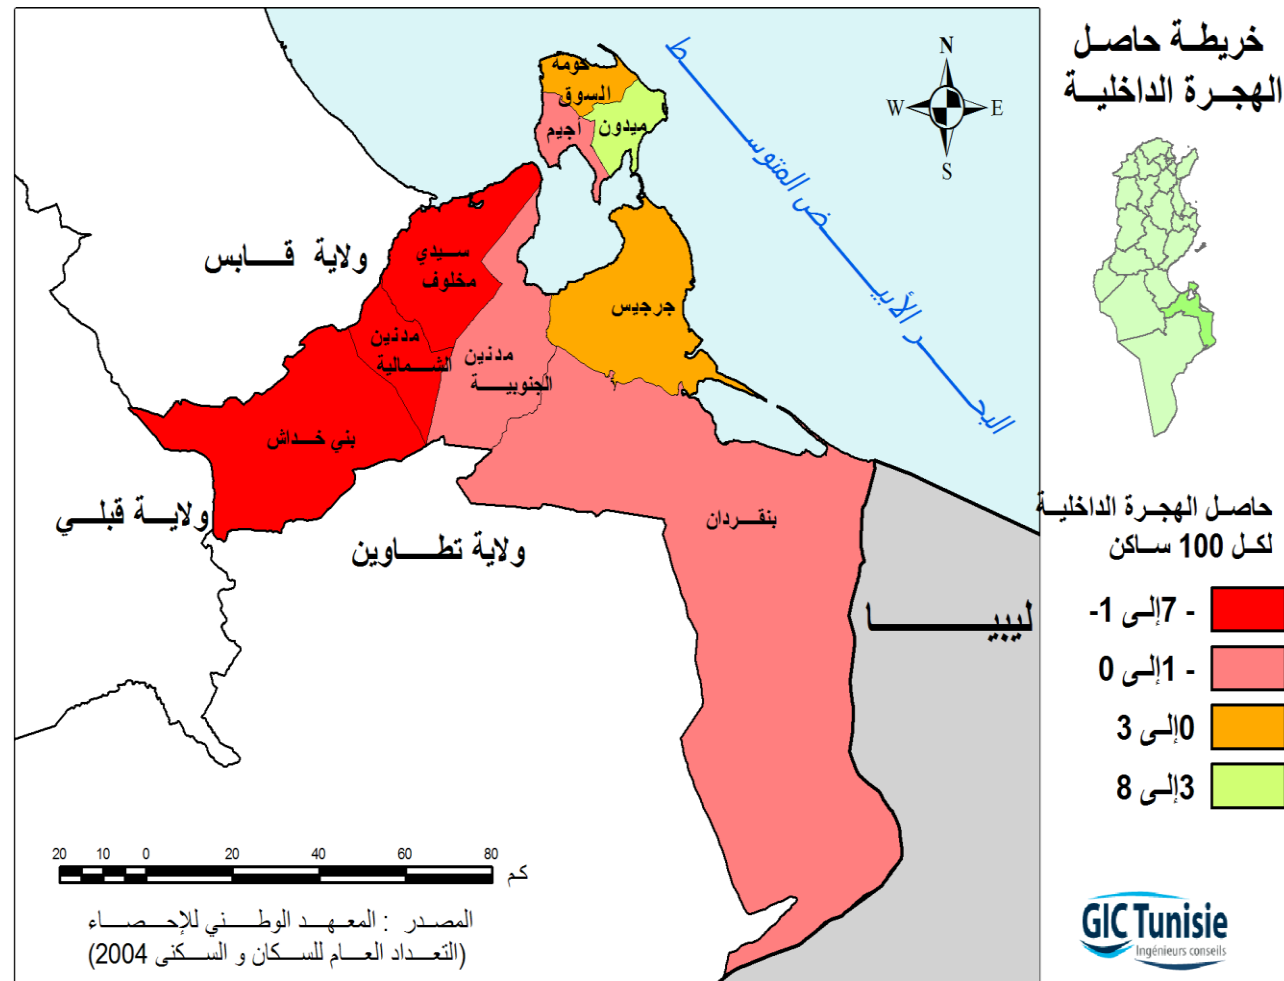 خريطة حاصل
الهجرة الداخلية
N
W
E
S
البحر الأبيض المتوسط
حومة
السوق
أجيم
ميدون
سيدي
مخلوف
جرجيس
مدنين
الشمالية
مدنين
الجنوبية
بني خداش
بنقردان
ولاية قابس
ولاية قبلي
ولاية تطاوين
ليبيا
حاصل الهجرة الداخلية
لكل 100 ساكن
- 7إلى 1-
- 1إلى 0
0إلى 3
3إلى 8
20 10 0 20 40 60 80
كم
المصدر : المعهد الوطني للإحصاء
(التعداد العام للسكان و السكنى 2004)
GIC Tunisie
Ingénieurs conseils